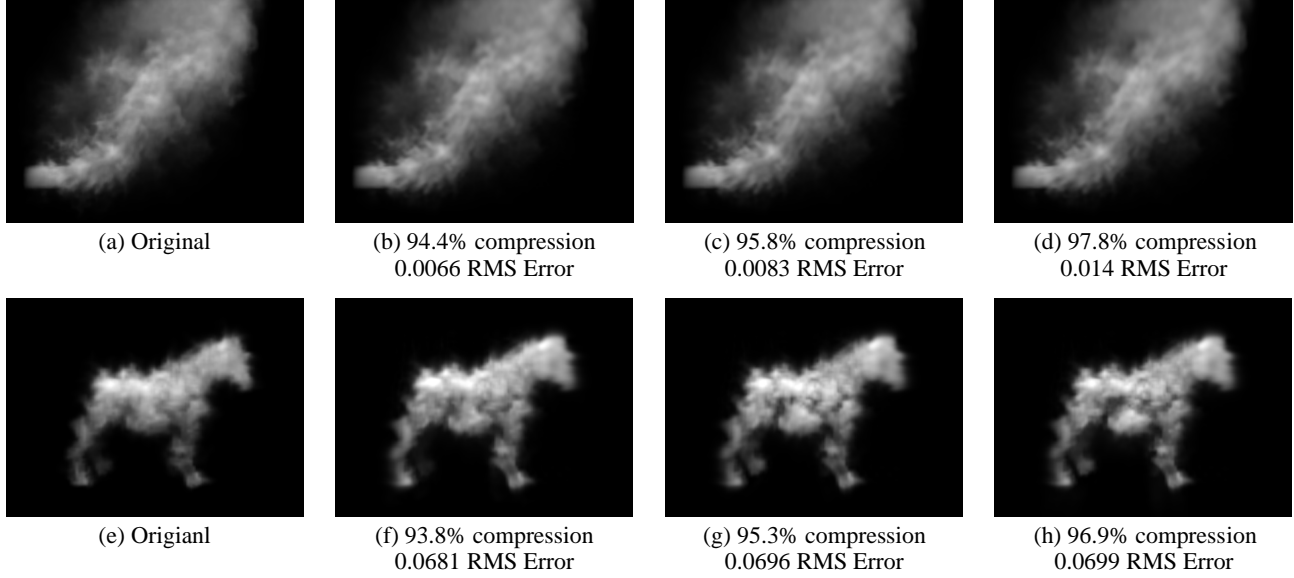 (a) Original
(b) 94.4% compression
0.0066 RMS Error
(c) 95.8% compression
0.0083 RMS Error
(d) 97.8% compression
0.014 RMS Error
(e) Origianl
(f) 93.8% compression
0.0681 RMS Error
(g) 95.3% compression
0.0696 RMS Error
(h) 96.9% compression
0.0699 RMS Error